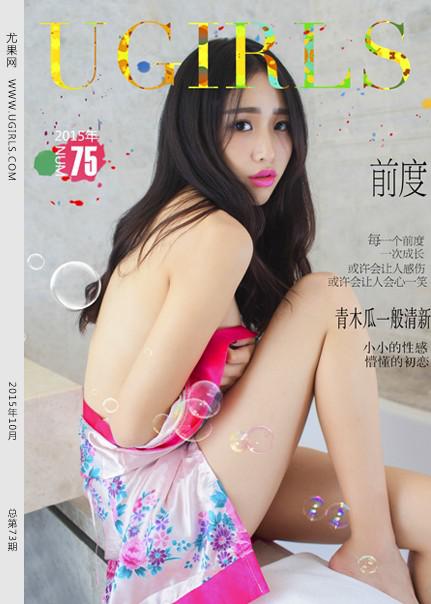 UGIRLS
尤果网 WWW.UGIRLS.COM
2015年
NUM
75
前度
每一个前度
一次成长
或许会让人感伤
或许会让人会心一笑
青木瓜一般清新
小小的性感
懵懂的初恋
2015年10月
总第73期